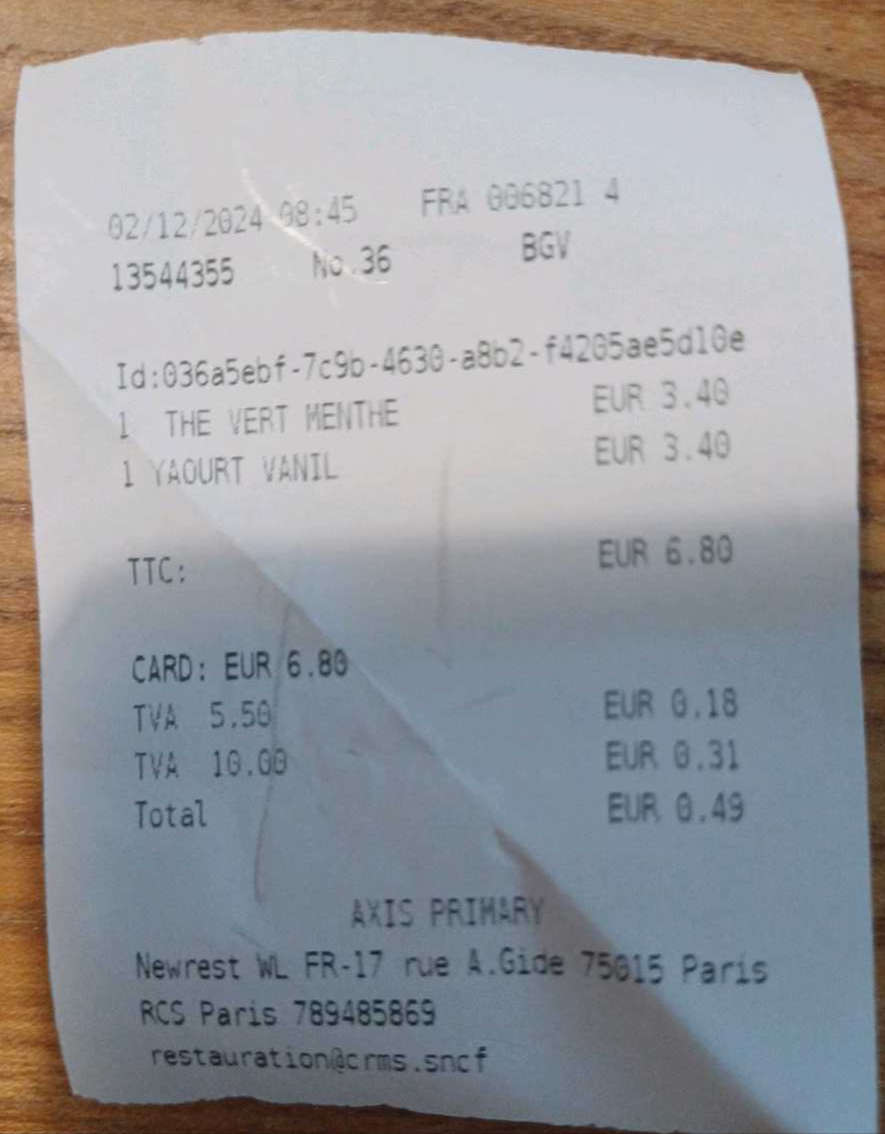 02/12/2024 08:45 FRA 006821 4
13544355 No.36 BGV
Id:036a5ebf-7c9b-4630-a8b2-f4205ae5d10e
1 THE VERT MENTHE EUR 3.40
1 YAOURT VANIL EUR 3.40
TTC: EUR 6.80
CARD: EUR 6.80
TVA 5.50 EUR 0.18
TVA 10.00 EUR 0.31
Total EUR 0.49
AXIS PRIMARY
Newrest WL FR-17 rue A.Gide 75015 Paris
RCS Paris 789485869
restauration@crms.sncf